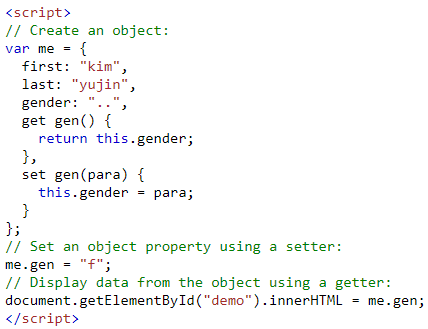 <script>
// Create an object:
var me = {
  first: "kim",
  last: "yujin",
  gender: "..",
  get gen() {
    return this.gender;
  },
  set gen(para) {
    this.gender = para;
  }
};
// Set an object property using a setter:
me.gen = "f";
// Display data from the object using a getter:
document.getElementById("demo").innerHTML = me.gen;
</script>